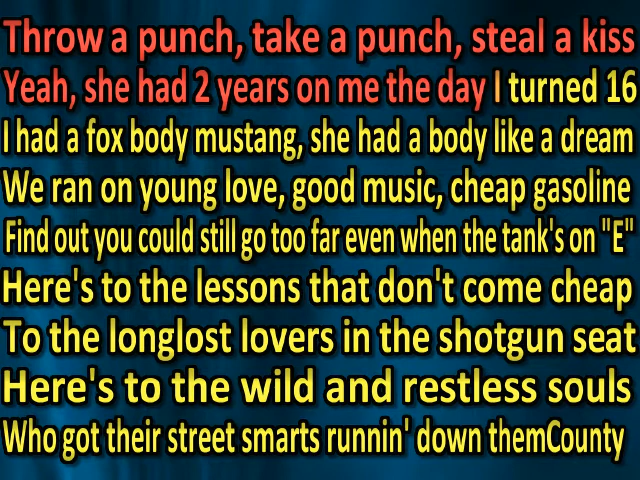 Throw a punch, take a punch, steal a kiss
Yeah, she had 2 years on me the day I turned 16
I had a fox body mustang, she had a body like a dream
We ran on young love, good music, cheap gasoline
Find out you could still go too far even when the tank's on "E"
Here's to the lessons that don't come cheap
To the longlost lovers in the shotgun seat
Here's to the wild and restless souls
Who got their street smarts runnin' down themCounty